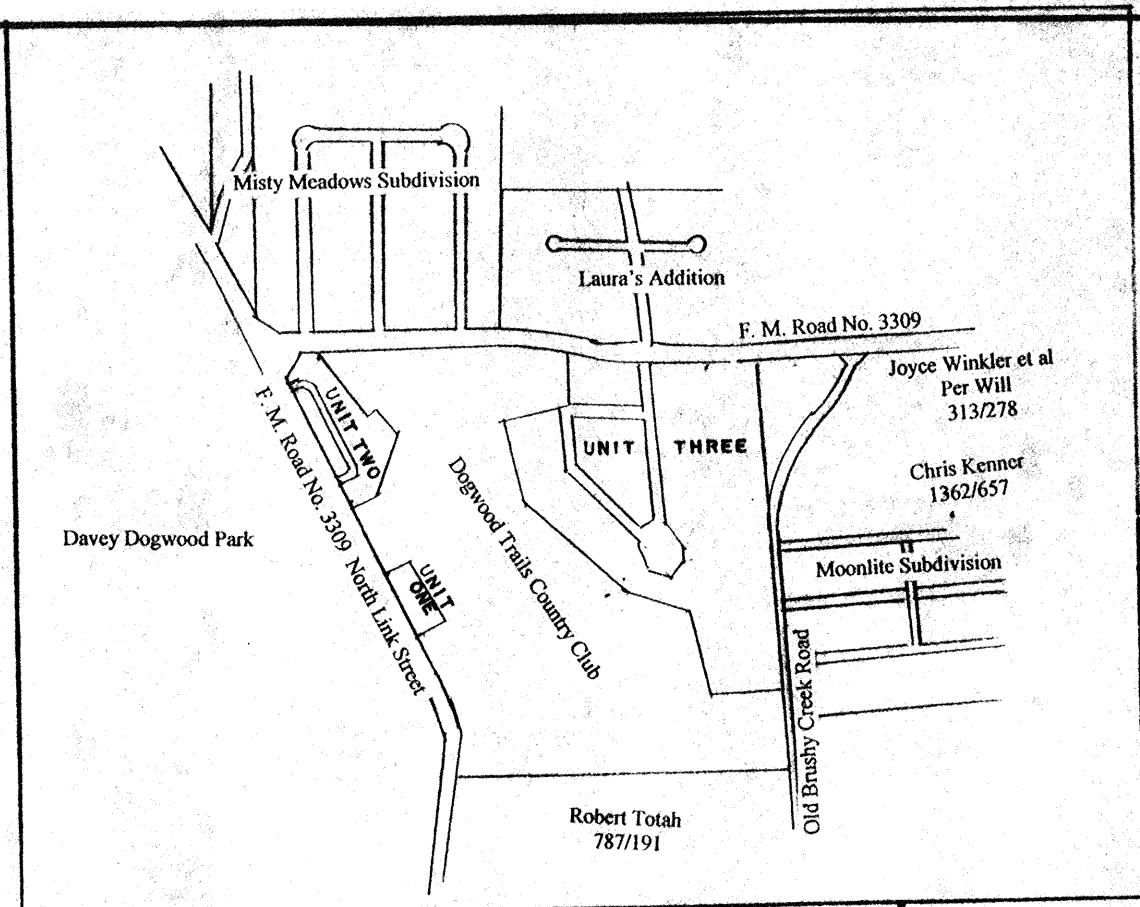 Misty Meadows Subdivision
Laura's Addition
F. M. Road No. 3309
Joyce Winkler et al
Per Will
313/278
UNIT TWO
F. M. Road No. 3309 North Link Street
UNIT THREE
Dogwood Trails Country Club
Chris Kenner
1362/657
Davey Dogwood Park
Moonlite Subdivision
UNIT
ONE
Old Brushy Creek Road
Robert Totah
787/191